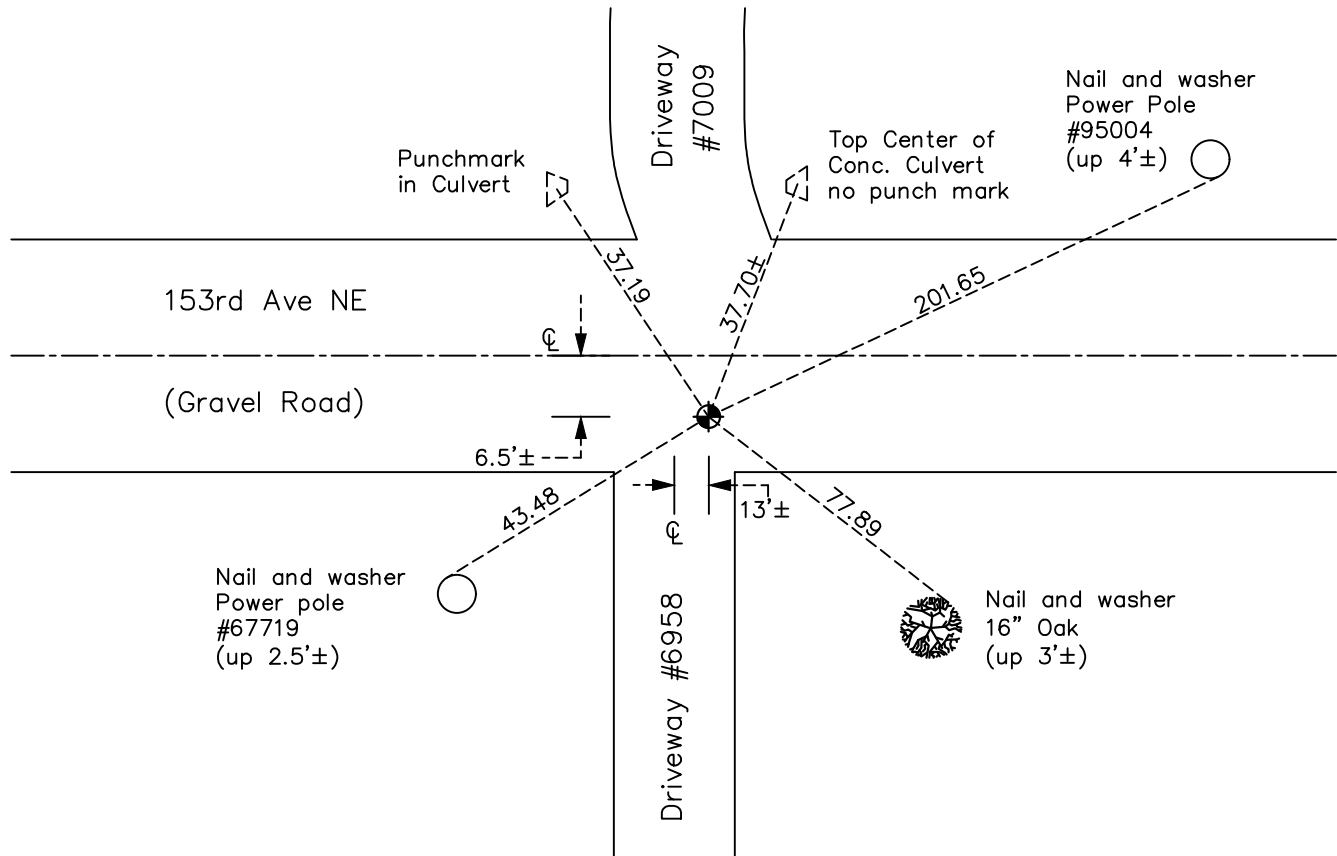 Driveway
#7009
Nail and washer
Power Pole
#95004
(up 4'±)
Top Center of
Conc. Culvert
no punch mark
Punchmark
in Culvert
37.19
37.70±
201.65
153rd Ave NE
℄
(Gravel Road)
6.5'±
13'±
℄
43.48
77.89
Nail and washer
Power pole
#67719
(up 2.5'±)
Driveway #6958
Nail and washer
16" Oak
(up 3'±)